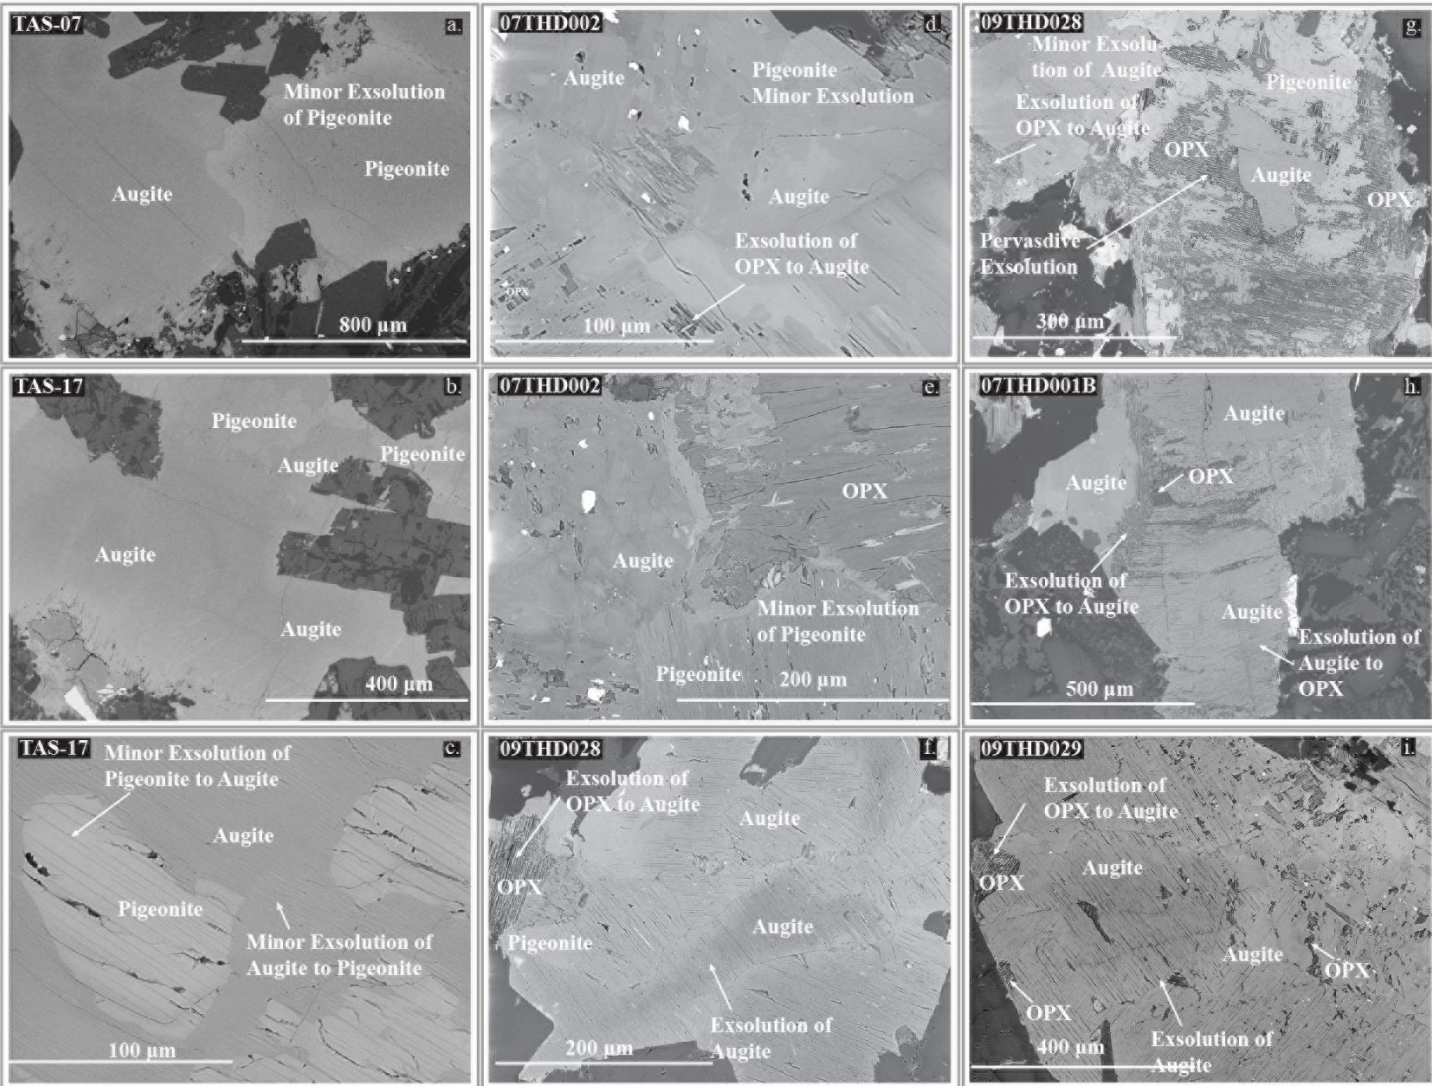 TAS-07
a.
Minor Exsolution
of Pigeonite
Pigeonite
Augite
800 µm
07THD002
d.
Augite
Pigeonite
Minor Exsolution
Augite
Exsolution of
OPX to Augite
OPX
100 µm
09THD028
g.
Minor Exsolu-
tion of Augite
Pigeonite
Exsolution of
OPX to Augite
OPX
Augite
OPX
Pervasdive
Exsolution
300 µm
TAS-17
b.
Pigeonite
Pigeonite
Augite
Augite
Augite
400 µm
07THD002
e.
OPX
Augite
Minor Exsolution
of Pigeonite
Pigeonite
200 µm
07THD001B
h.
Augite
OPX
Augite
Exsolution of
OPX to Augite
Augite
Exsolution of
Augite to
OPX
500 µm
TAS-17
c.
Minor Exsolution of
Pigeonite to Augite
Augite
Pigeonite
Minor Exsolution of
Augite to Pigeonite
100 µm
09THD028
f.
Exsolution of
OPX to Augite
Augite
OPX
Augite
Pigeonite
Exsolution of
Augite
200 µm
09THD029
i.
Exsolution of
OPX to Augite
Augite
OPX
Augite
OPX
OPX
Exsolution of
Augite
400 µm